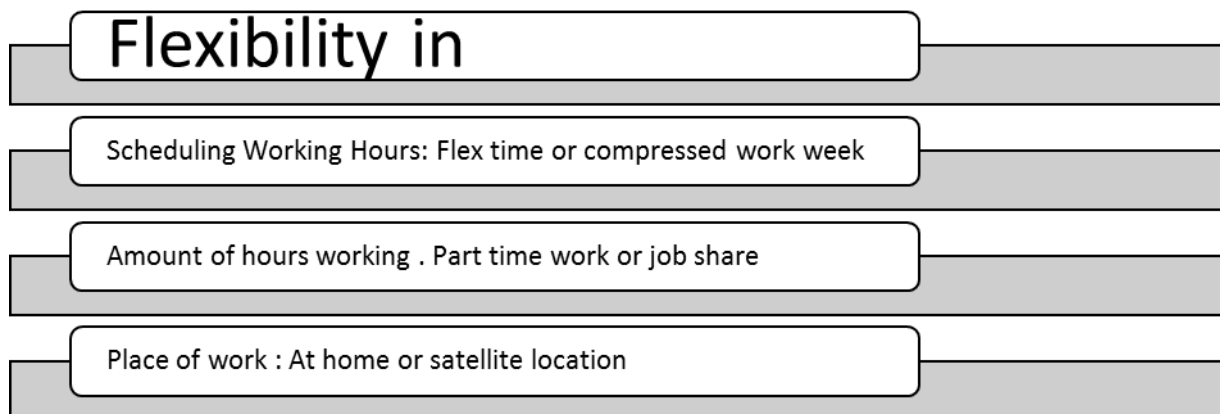 Flexibility in
Scheduling Working Hours: Flex time or compressed work week
Amount of hours working . Part time work or job share
Place of work : At home or satellite location